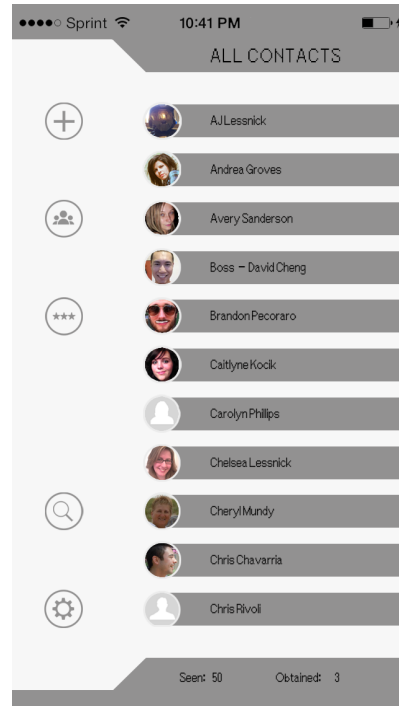 Sprint 10:41 PM
ALL CONTACTS
AJ Lessnick
Andrea Groves
Avery Sanderson
Boss - David Cheng
Brandon Pecoraro
Caitlyne Kocik
Carolyn Phillips
Chelsea Lessnick
Cheryl Mundy
Chris Chavarria
Chris Rivoli
Seen: 50 Obtained: 3